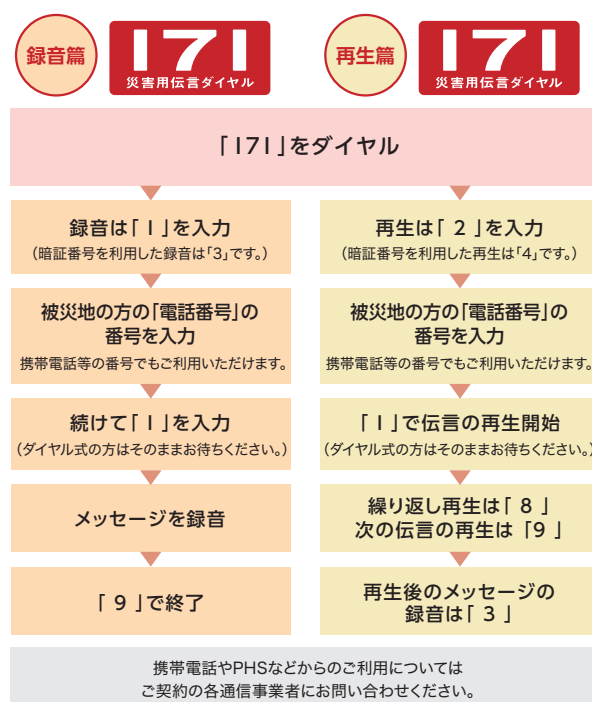 録音篇
171
災害用伝言ダイヤル
再生篇
171
災害用伝言ダイヤル
「171」をダイヤル
録音は「1」を入力
(暗証番号を利用した録音は「3」です。)
被災地の方の「電話番号」の
番号を入力
携帯電話等の番号でもご利用いただけます。
続けて「1」を入力
(ダイヤル式の方はそのままお待ちください。)
メッセージを録音
「 9 」で終了
再生は「 2 」を入力
(暗証番号を利用した再生は「4」です。)
被災地の方の「電話番号」の
番号を入力
携帯電話等の番号でもご利用いただけます。
「1」で伝言の再生開始
(ダイヤル式の方はそのままお待ちください。)
繰り返し再生は「 8 」
次の伝言の再生は「9 」
再生後のメッセージの
録音は「 3 」
携帯電話やPHSなどからのご利用については
ご契約の各通信事業者にお問い合わせください。